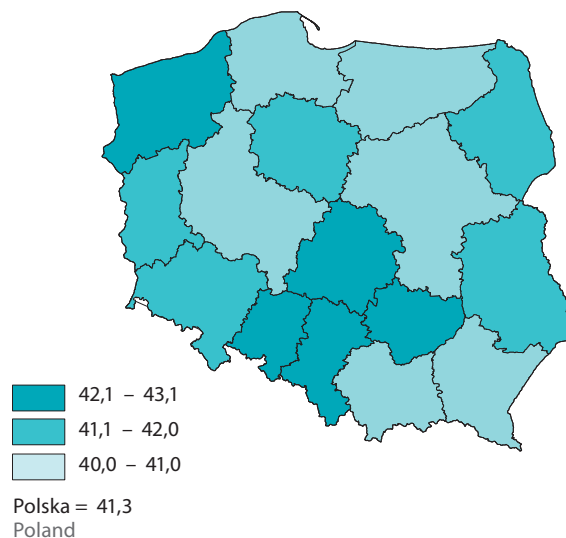 42,1 – 43,1
41,1 – 42,0
40,0 – 41,0
Polska = 41,3
Poland